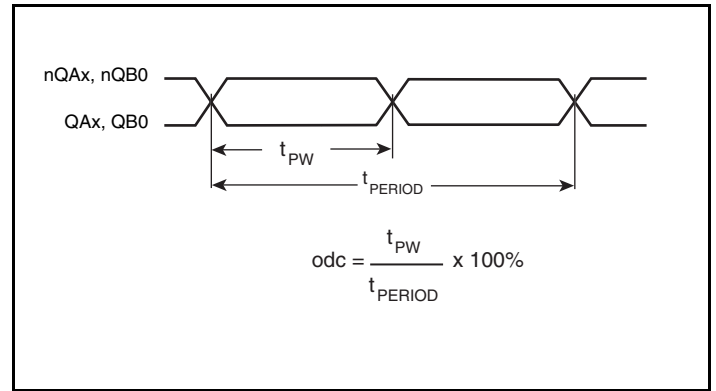 nQAx, nQB0
QAx, QB0
tPW
tPERIOD
odc = tPW / tPERIOD x 100%